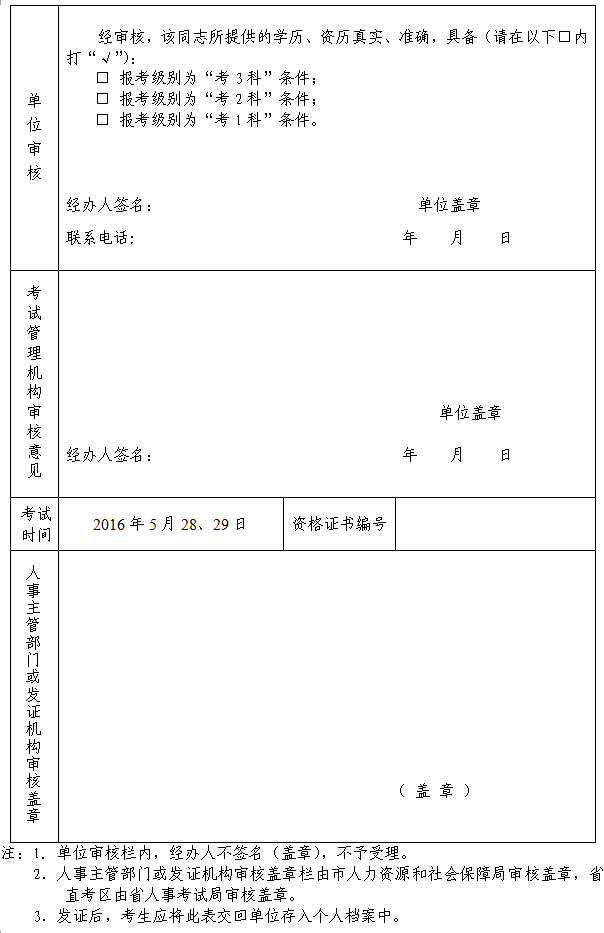 经审核，该同志所提供的学历、资历真实、准确，具备（请在以下□内
打“√”）：
□ 报考级别为“考3科”条件；
□ 报考级别为“考2科”条件；
□ 报考级别为“考1科”条件。
单位审核
经办人签名： 单位盖章
联系电话： 年 月 日
考试管理机构审核意见
单位盖章
经办人签名： 年 月 日
考试
时间
2016年5月28、29日
资格证书编号
人事主管部门或发证机构审核盖章
（ 盖 章 ）
注：1．单位审核栏内，经办人不签名（盖章），不予受理。
2．人事主管部门或发证机构审核盖章栏由市人力资源和社会保障局审核盖章，省
直考区由省人事考试局审核盖章。
3．发证后，考生应将此表交回单位存入个人档案中。